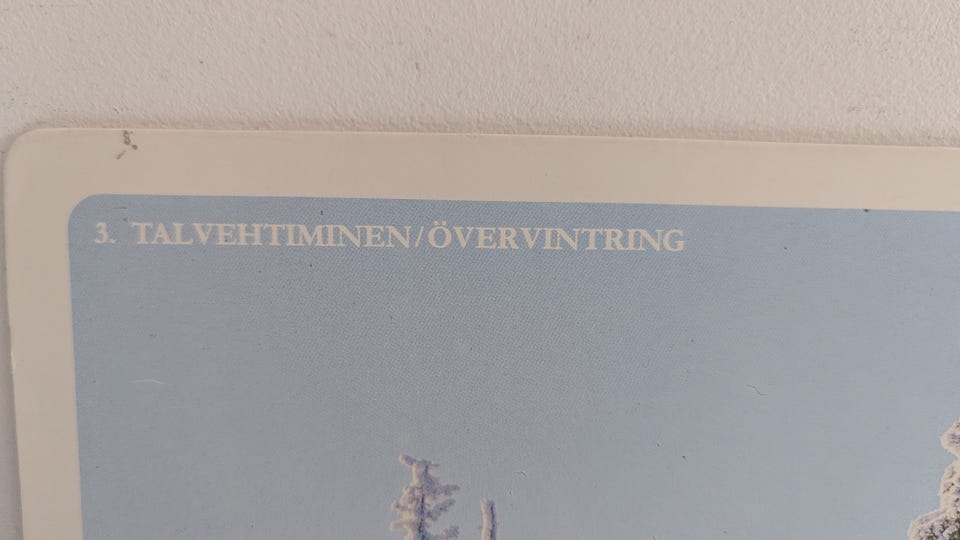 3. TALVEHTIMINEN/ÖVERVINTRING